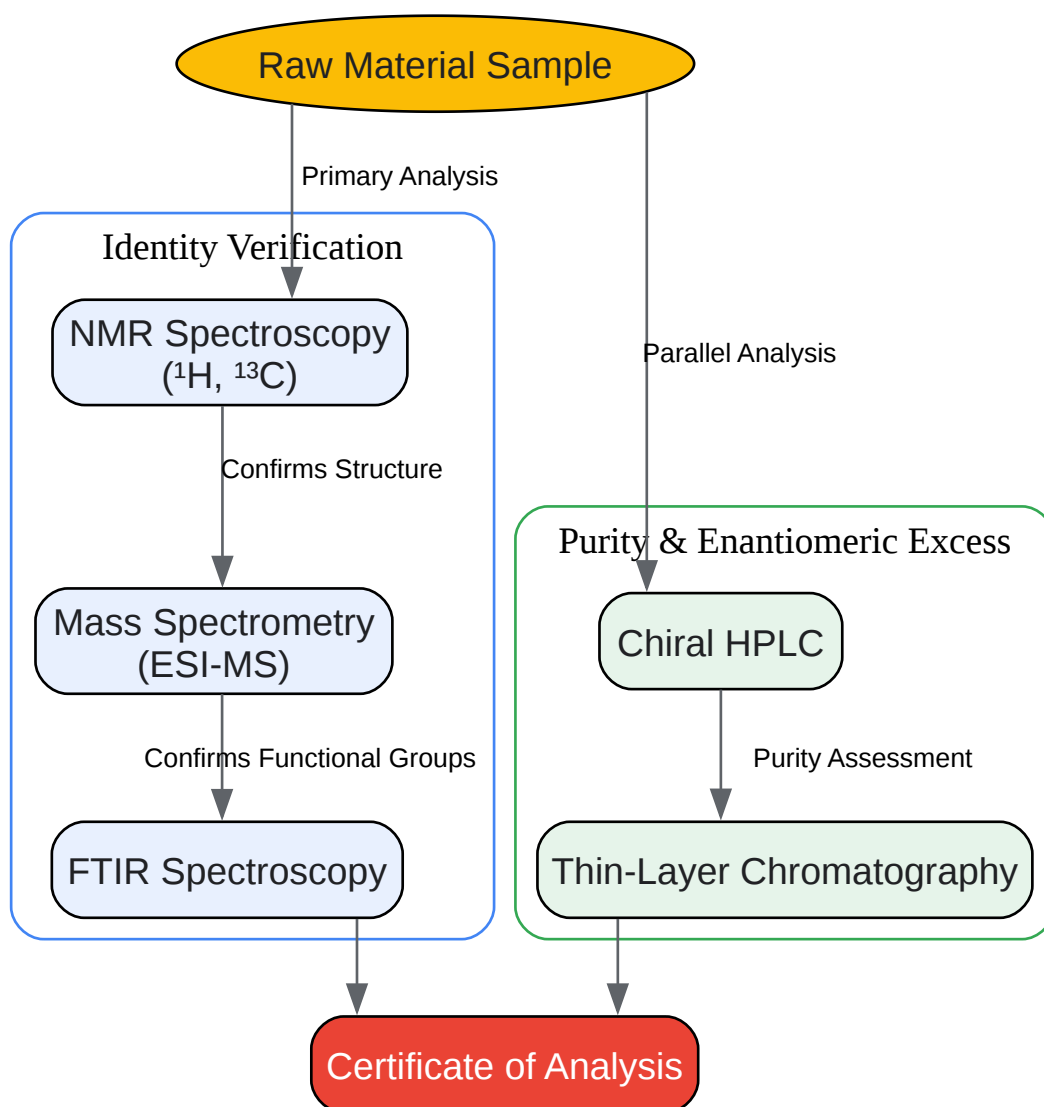 Raw Material Sample
Primary Analysis
Identity Verification
NMR Spectroscopy
(¹H, ¹³C)
Parallel Analysis
Confirms Structure
Purity & Enantiomeric Excess
Mass Spectrometry
(ESI-MS)
Chiral HPLC
Confirms Functional Groups
Purity Assessment
FTIR Spectroscopy
Thin-Layer Chromatography
Certificate of Analysis